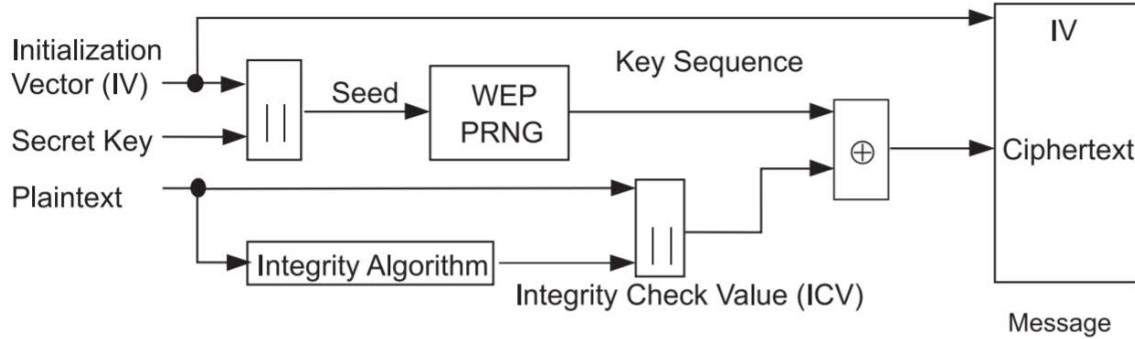 Initialization
Vector (IV)
Secret Key
Plaintext
||
Seed
WEP
PRNG
Key Sequence
Integrity Algorithm
||
Integrity Check Value (ICV)
⊕
IV
Ciphertext
Message